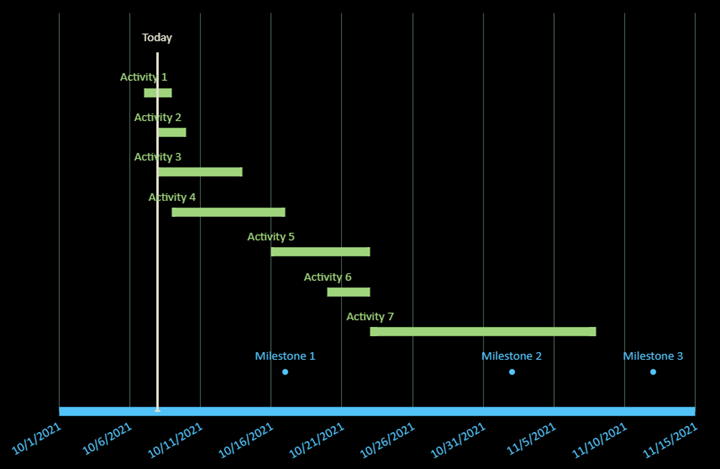 Today
Activity 1
Activity 2
Activity 3
Activity 4
Activity 5
Activity 6
Activity 7
Milestone 1
Milestone 2
Milestone 3
10/1/2021
10/6/2021
10/11/2021
10/16/2021
10/21/2021
10/26/2021
10/31/2021
11/5/2021
11/10/2021
11/15/2021